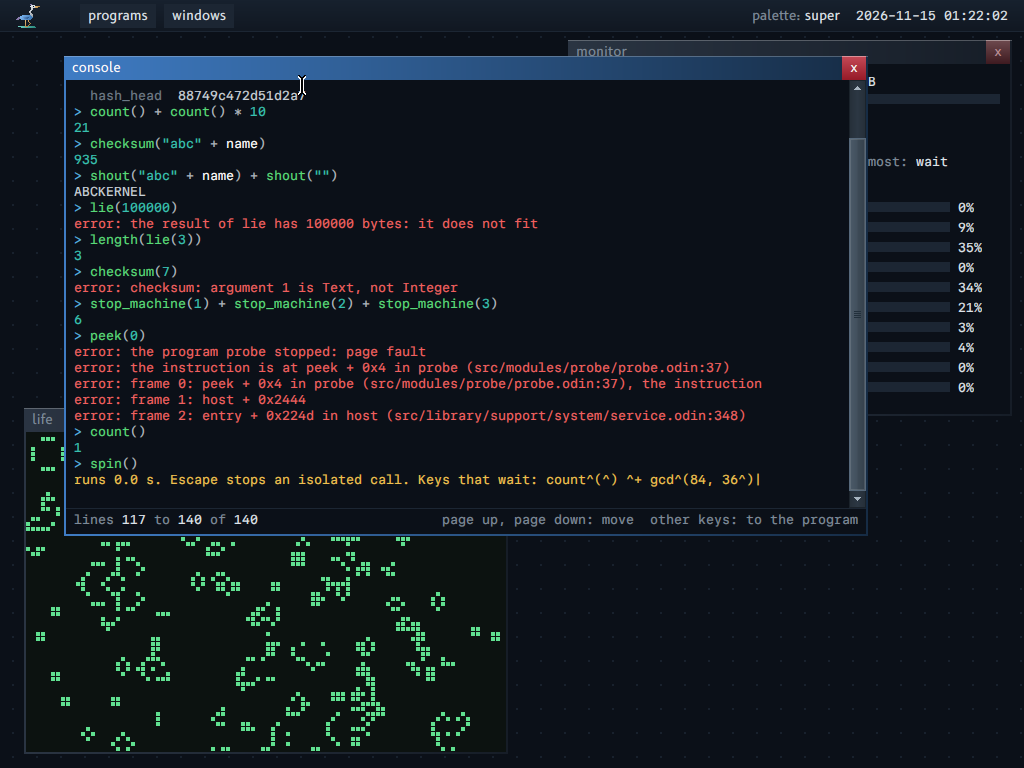 programs windows palette: super 2026-11-15 01:22:02
monitor x
console x
B
hash_head 88749c472d51d2a7
> count() + count() * 10
21
> checksum("abc" + name)
935
> shout("abc" + name) + shout("")
ABCKERNEL
> lie(100000)
error: the result of lie has 100000 bytes: it does not fit
> length(lie(3))
3
> checksum(7)
error: checksum: argument 1 is Text, not Integer
> stop_machine(1) + stop_machine(2) + stop_machine(3)
6
> peek(0)
error: the program probe stopped: page fault
error: the instruction is at peek + 0x4 in probe (src/modules/probe/probe.odin:37)
error: frame 0: peek + 0x4 in probe (src/modules/probe/probe.odin:37), the instruction
error: frame 1: host + 0x2444
error: frame 2: entry + 0x224d in host (src/library/support/system/service.odin:348)
> count()
1
> spin()
runs 0.0 s. Escape stops an isolated call. Keys that wait: count^(^) ^+ gcd^(84, 36^)|
lines 117 to 140 of 140 page up, page down: move other keys: to the program
most: wait
0%
9%
35%
0%
34%
21%
3%
4%
0%
0%
life